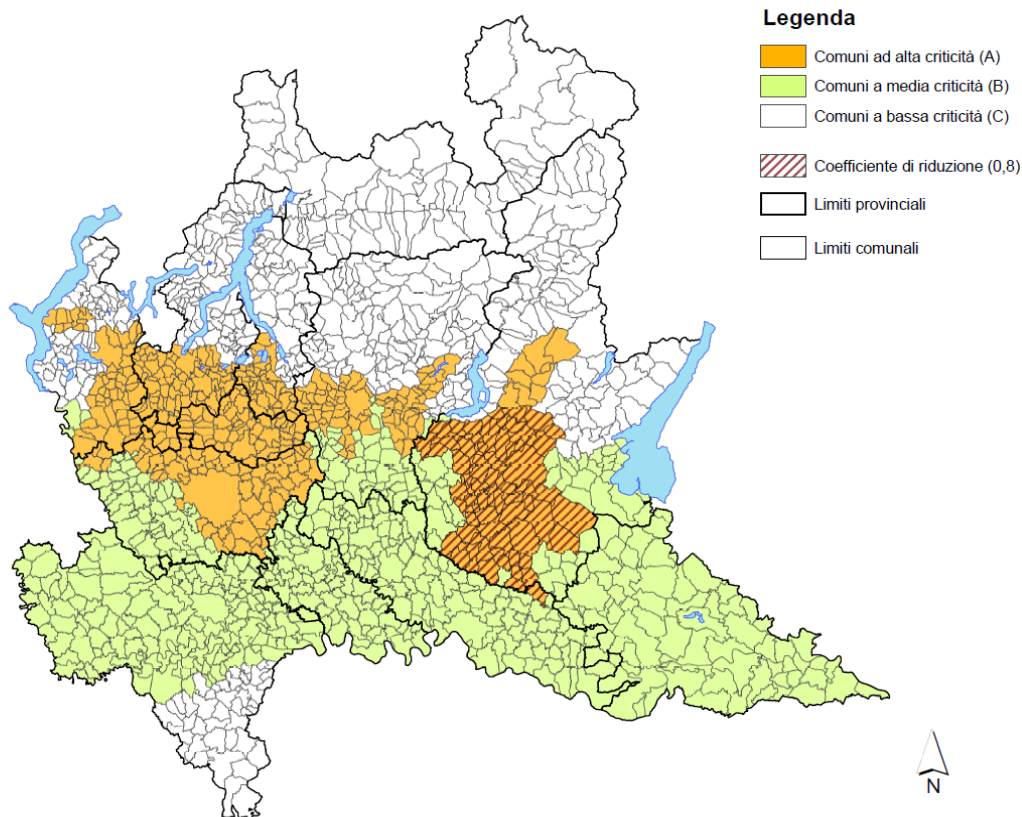 Legenda
Comuni ad alta criticità (A)
Comuni a media criticità (B)
Comuni a bassa criticità (C)
Coefficiente di riduzione (0,8)
Limiti provinciali
Limiti comunali
N